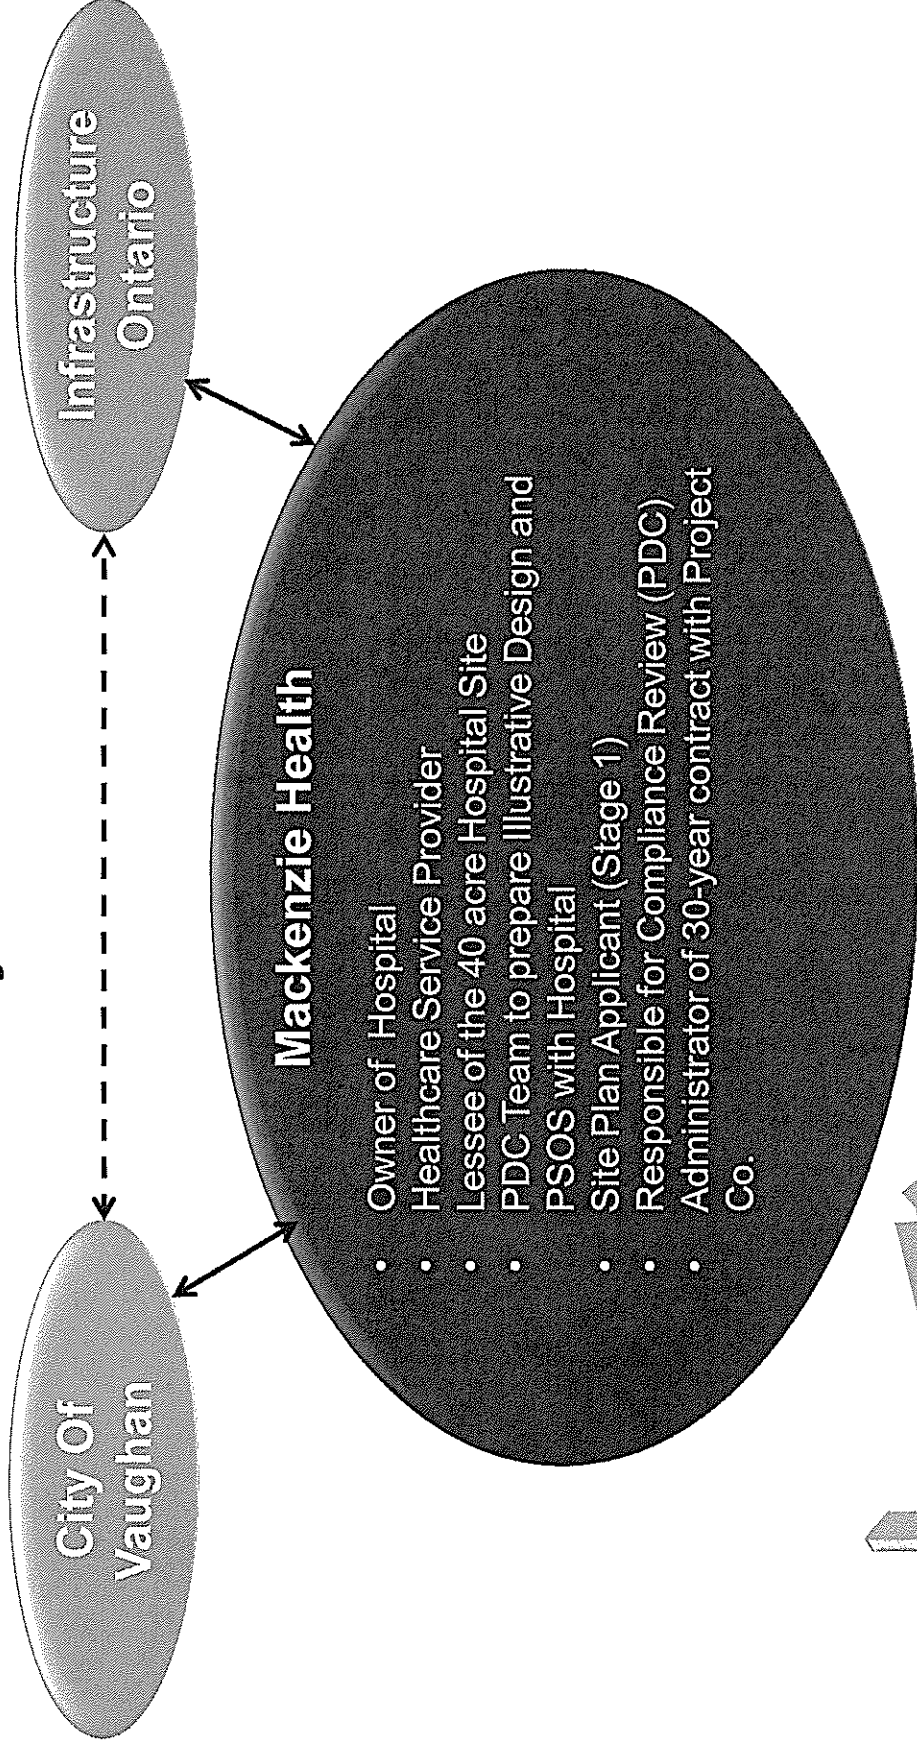 City Of
Vaughan
Infrastructure
Ontario
Mackenzie Health
• Owner of Hospital
• Healthcare Service Provider
• Lessee of the 40 acre Hospital Site
• PDC Team to prepare Illustrative Design and
PSOS with Hospital
• Site Plan Applicant (Stage 1)
• Responsible for Compliance Review (PDC)
• Administrator of 30-year contract with Project
Co.